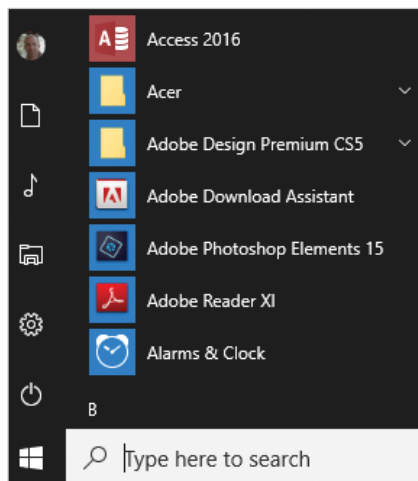 Access 2016
Acer
Adobe Design Premium CS5
Adobe Download Assistant
Adobe Photoshop Elements 15
Adobe Reader XI
Alarms & Clock
B
Type here to search